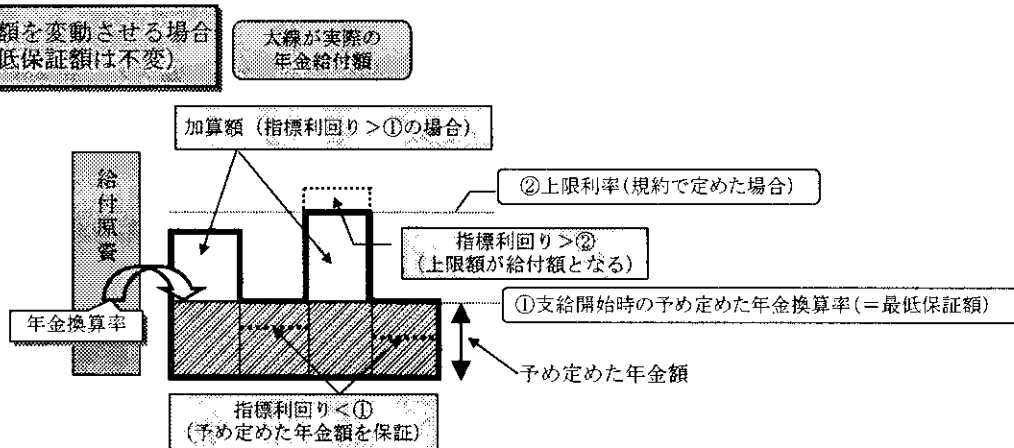 額を変動させる場合
低保証額は不変）
太線が実際の
年金給付額
加算額（指標利回り＞①の場合）
給付原資
②上限利率(規約で定めた場合）
指標利回り＞②
（上限額が給付額となる）
①支給開始時の予め定めた年金換算率(＝最低保証額）
年金換算率
予め定めた年金額
指標利回り＜①
（予め定めた年金額を保証）